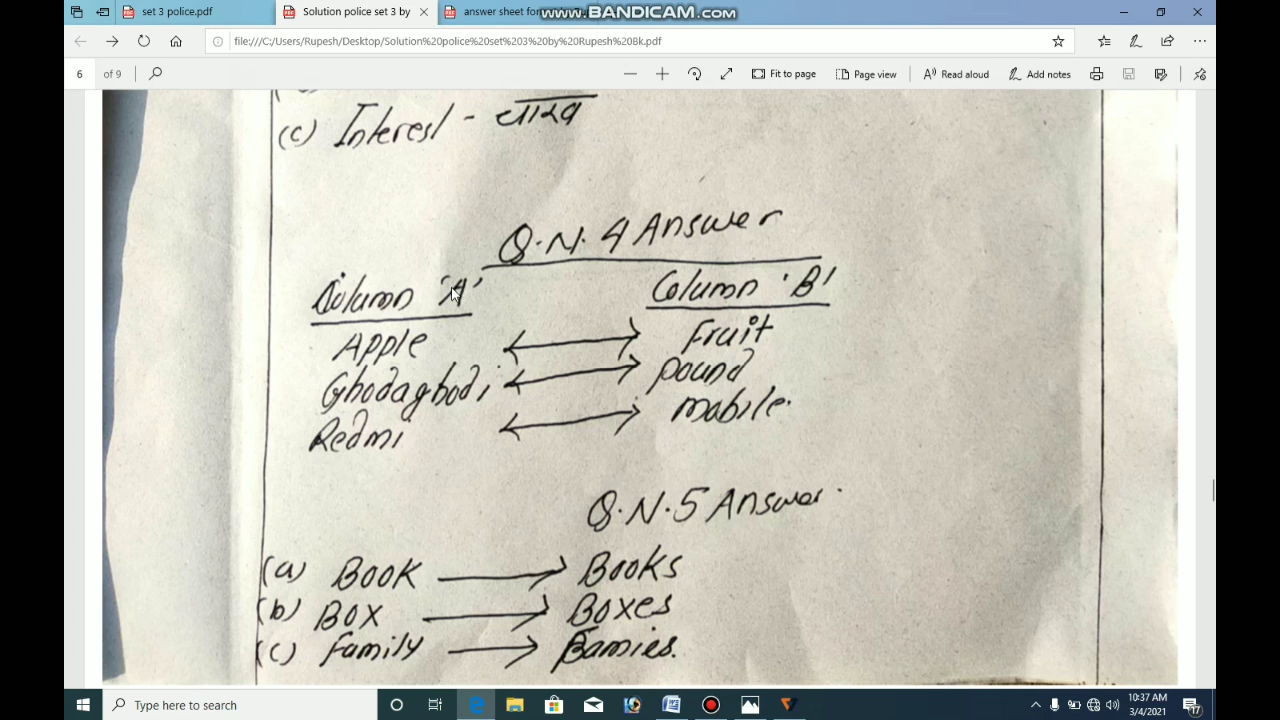 set 3 police.pdf
Solution police set 3 by
answer sheet for
www.BANDICAM.com
file:///C:/Users/Rupesh/Desktop/Solution%20police%20set%203%20by%20Rupesh%20Bk.pdf
6 of 9
Fit to page
Page view
Read aloud
Add notes
(c) Interest -
Q.N. 4 Answer
Column 'A' Column 'B'
Apple Fruit
Ghodaghodi pound
Redmi mobile.
Q.N.5 Answer.
(a) Book Books
(b) Box Boxes
(c) Family Bamies.
Type here to search
10:37 AM
3/4/2021
17